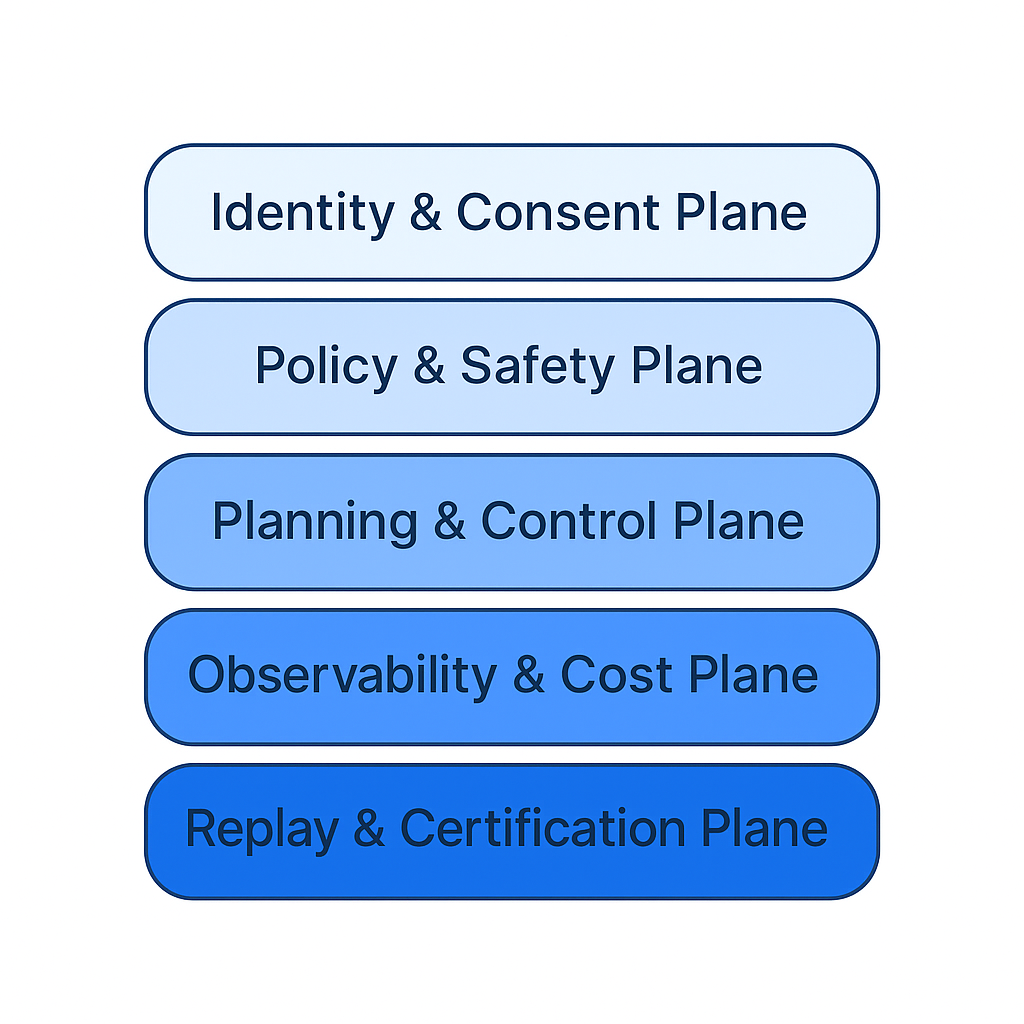 Identity & Consent Plane
Policy & Safety Plane
Planning & Control Plane
Observability & Cost Plane
Replay & Certification Plane